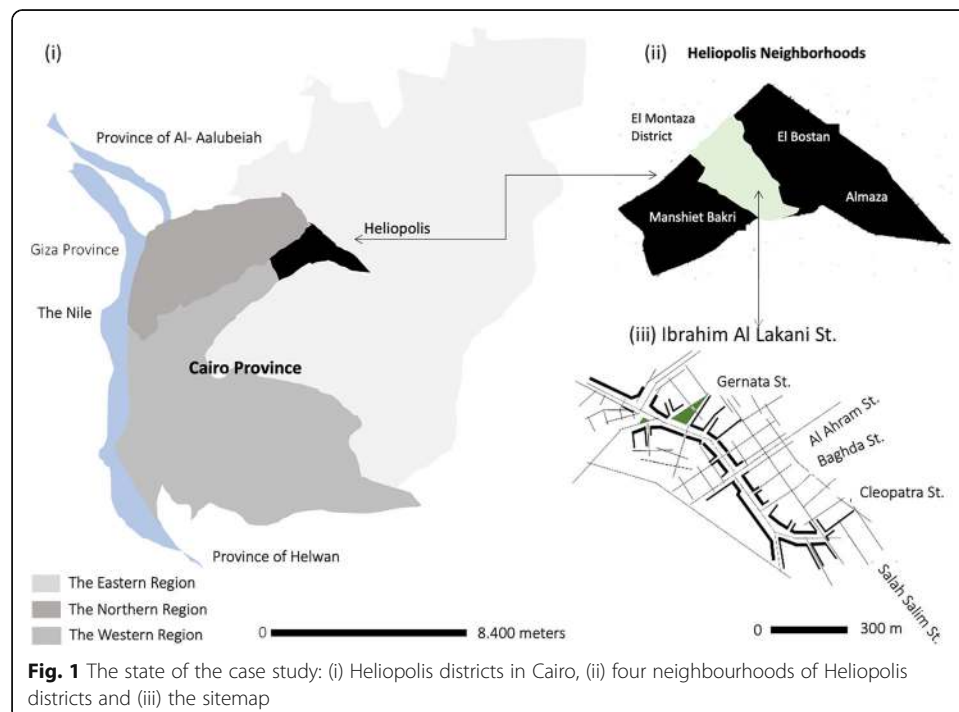 (i)
Province of Al- Aalubeiah
Giza Province
The Nile
Heliopolis
Cairo Province
Province of Helwan
The Eastern Region
The Northern Region
The Western Region
0 8.400 meters
(ii) Heliopolis Neighborhoods
El Montaza
District
El Bostan
Almaza
Manshiet Bakri
(iii) Ibrahim Al Lakani St.
Gernata St.
Al Ahram St.
Baghda St.
Cleopatra St.
Salah Salim St.
0 300 m
Fig. 1 The state of the case study: (i) Heliopolis districts in Cairo, (ii) four neighbourhoods of Heliopolis
districts and (iii) the sitemap